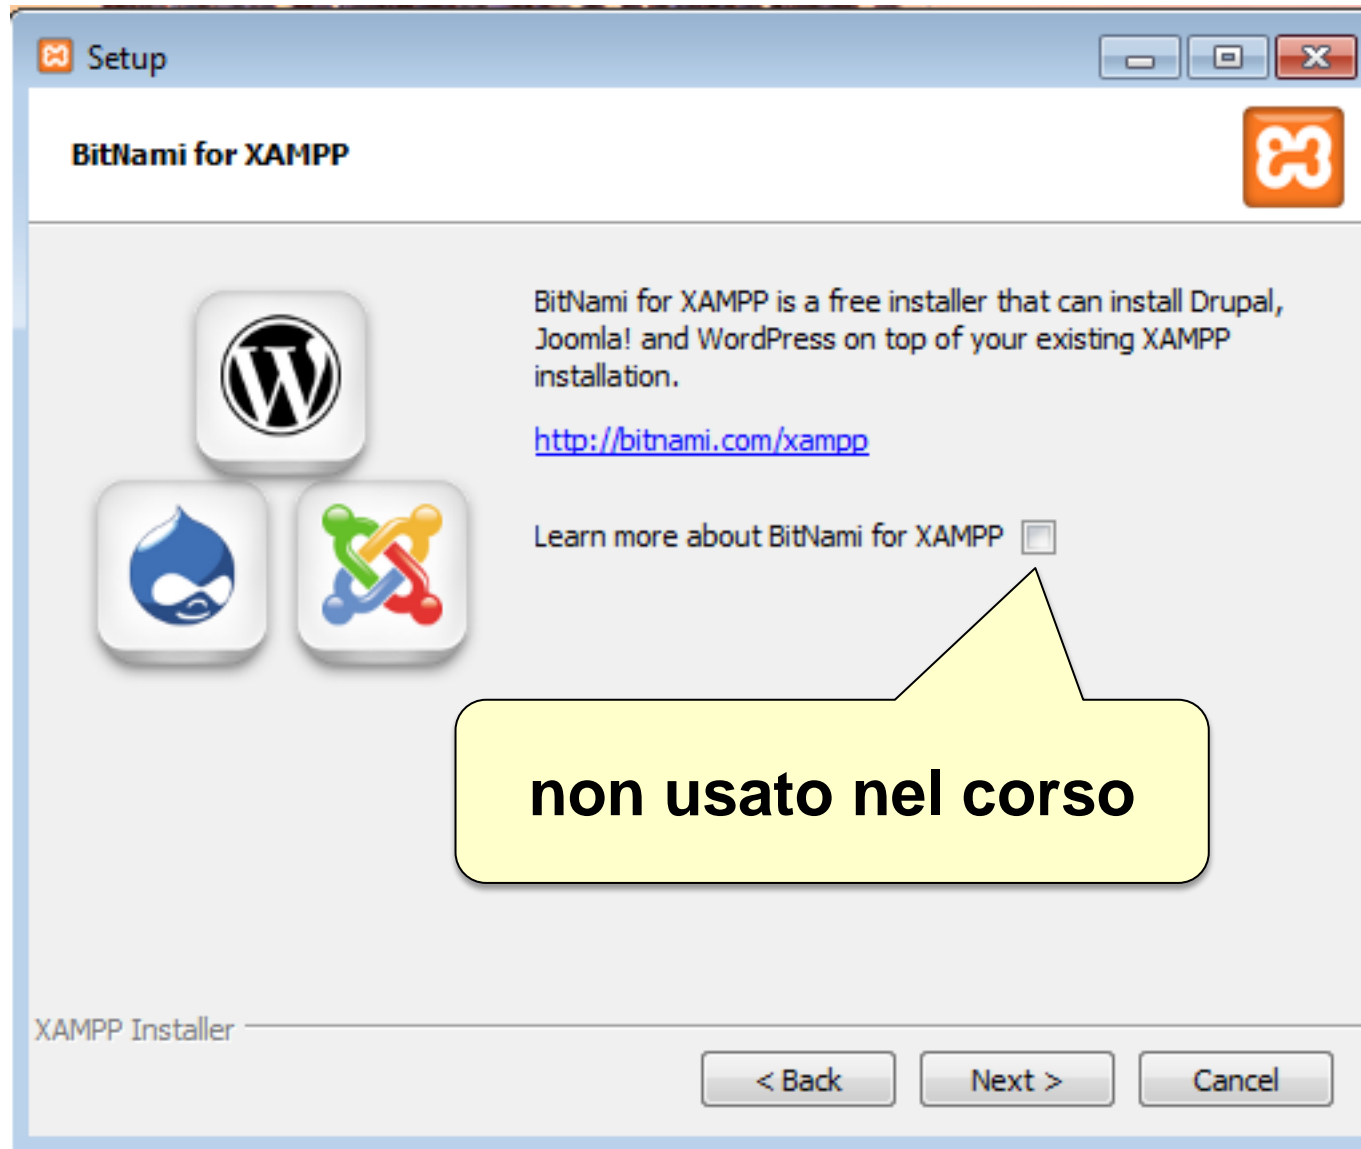 Setup
BitNami for XAMPP
BitNami for XAMPP is a free installer that can install Drupal,
Joomla! and WordPress on top of your existing XAMPP
installation.
http://bitnami.com/xampp
Learn more about BitNami for XAMPP
non usato nel corso
XAMPP Installer
< Back
Next >
Cancel